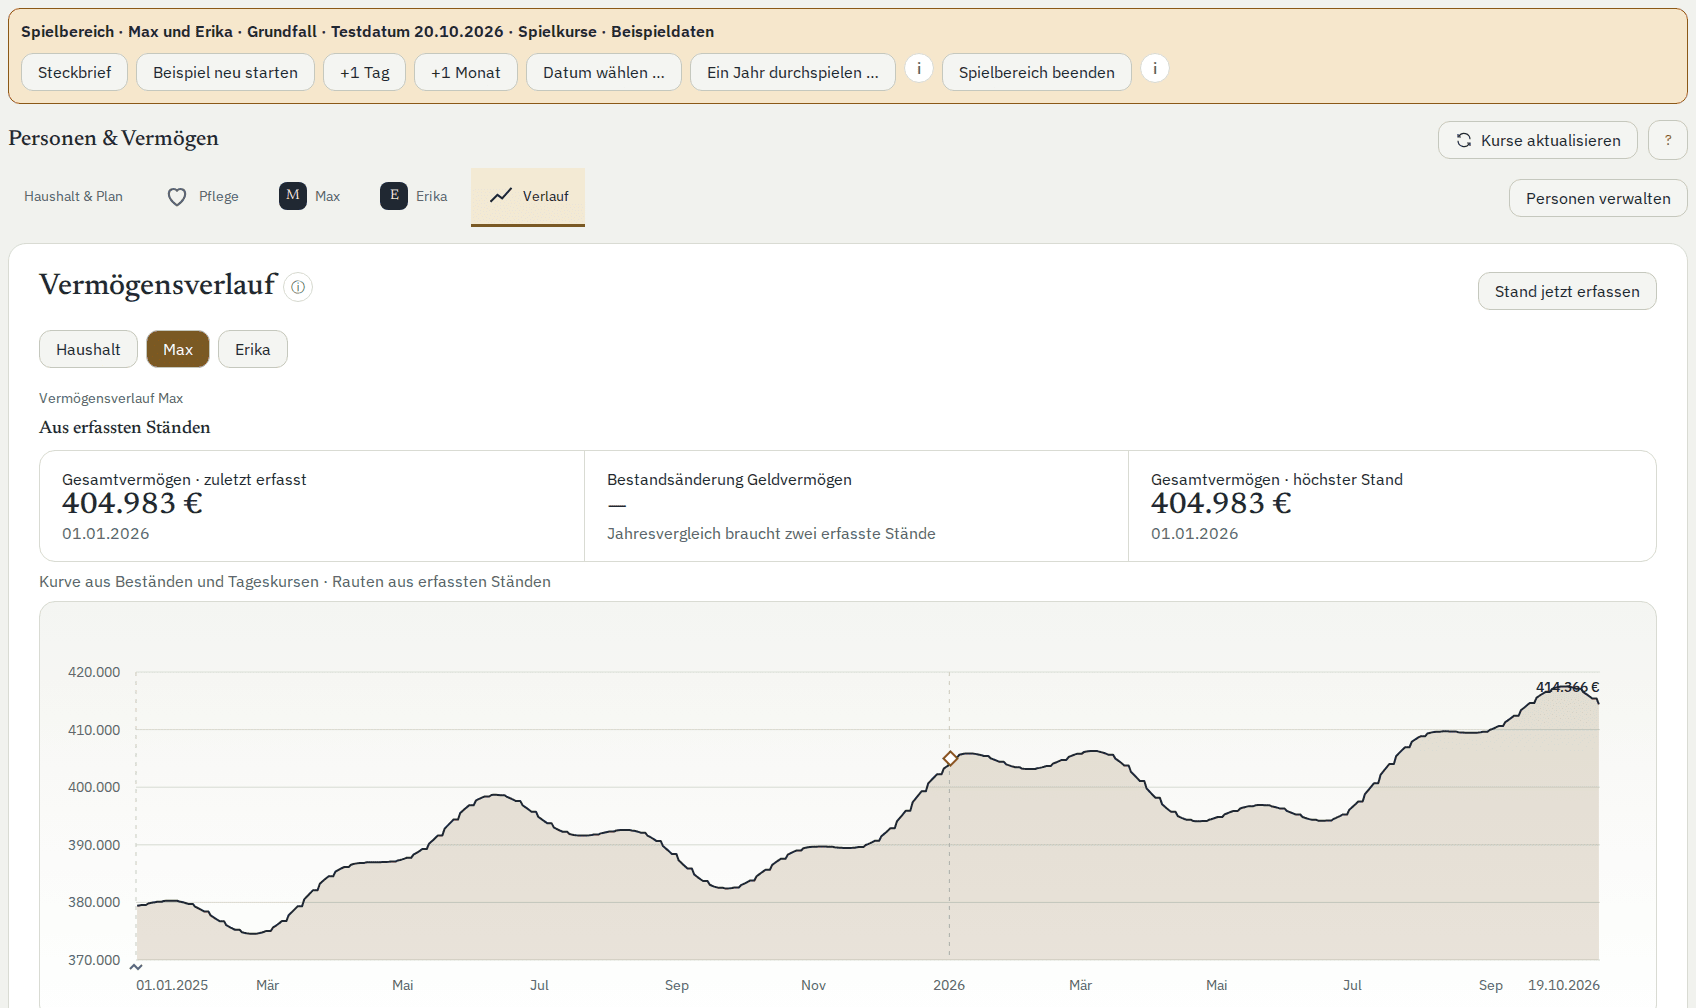 Spielbereich · Max und Erika · Grundfall · Testdatum 20.10.2026 · Spielkurse · Beispieldaten
Steckbrief Beispiel neu starten +1 Tag +1 Monat Datum wählen ... Ein Jahr durchspielen ... i Spielbereich beenden i
Personen & Vermögen
Kurse aktualisieren ?
Haushalt & Plan Pflege M Max E Erika Verlauf
Personen verwalten
Vermögensverlauf i
Stand jetzt erfassen
Haushalt Max Erika
Vermögensverlauf Max
Aus erfassten Ständen
Gesamtvermögen · zuletzt erfasst
404.983 €
01.01.2026
Bestandsänderung Geldvermögen
—
Jahresvergleich braucht zwei erfasste Stände
Gesamtvermögen · höchster Stand
404.983 €
01.01.2026
Kurve aus Beständen und Tageskursen · Rauten aus erfassten Ständen
420.000
414.366 €
410.000
400.000
390.000
380.000
370.000
01.01.2025 Mär Mai Jul Sep Nov 2026 Mär Mai Jul Sep 19.10.2026